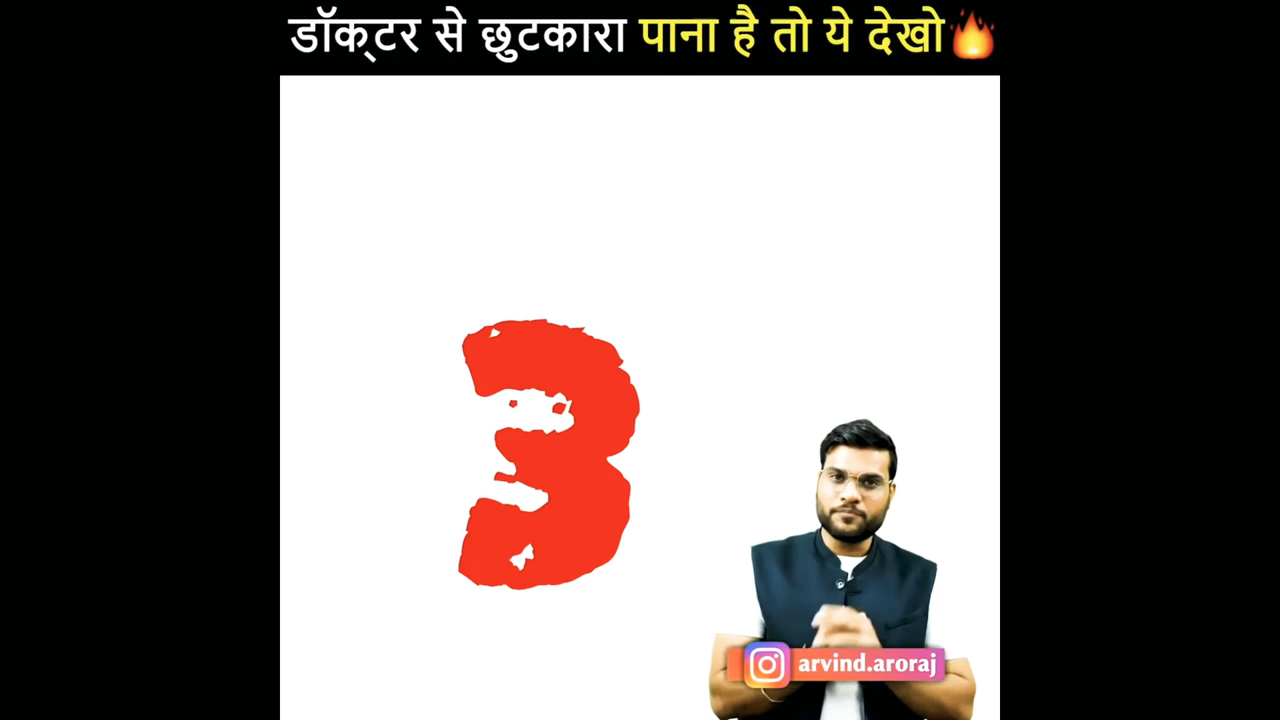 डॉक्टर से छुटकारा पाना है तो ये देखो🔥
3
arvind.aroraj